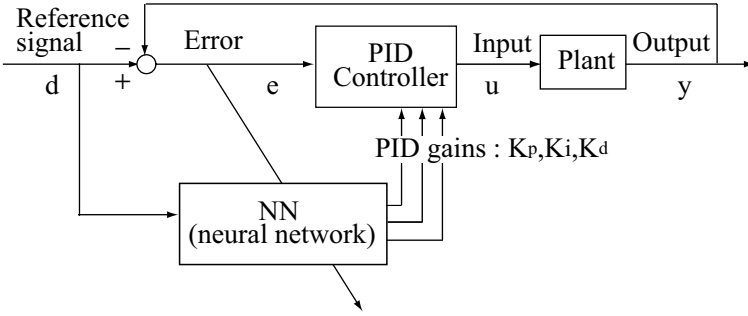 Reference
signal
−
+
d
Error
e
PID
Controller
Input
u
Plant
Output
y
PID gains : Kp,Ki,Kd
NN
(neural network)